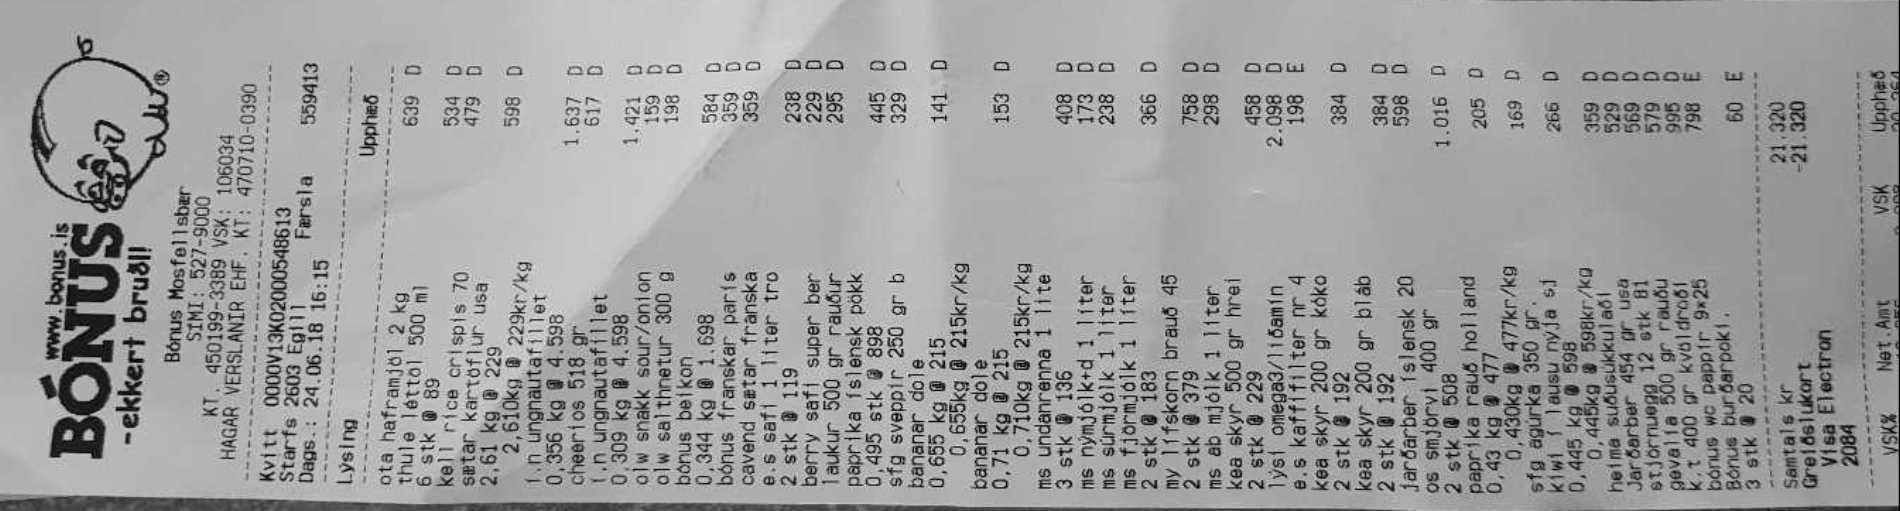 www.bonus.is
BÓNUS
-ekkert bruðl!
Bónus Mosfellsbær
SIMI: 527-9000
KT. 450199-3389 VSK: 106034
HAGAR VERSLANIR EHF. KT: 470710-0390
Kvitt 0000V13K02000548613
Starfs 2603 Egill Færsla 559413
Dags.: 24.06.18 16:15
Lýsing Upphæð
ota haframjöl 2 kg 639 D
thule léttöl 500 ml
6 stk @ 89 534 D
kell rice crispis 70 479 D
sætar kartöflur usa
2,61 kg @ 229 598 D
2,610kg @ 229kr/kg
í.n ungnautafillet
0,356 kg @ 4.598 1.637 D
cheerios 518 gr 617 D
í.n ungnautafillet
0,309 kg @ 4.598 1.421 D
olw snakk sour/onion 159 D
olw salthnetur 300 g 198 D
bónus beikon
0,344 kg @ 1.698 584 D
bónus franskar paris 359 D
cavend sætar franska 359 D
e.s safi 1 liter tro
2 stk @ 119 238 D
berry safi super ber 229 D
laukur 500 gr rauður 295 D
paprika íslensk pökk
0,495 stk @ 898 445 D
sfg sveppir 250 gr b 329 D
bananar dole
0,655 kg @ 215 141 D
0,655kg @ 215kr/kg
bananar dole
0,71 kg @ 215 153 D
0,710kg @ 215kr/kg
ms undanrenna 1 lite
3 stk @ 136 408 D
ms nýmjólk+d 1 líter 173 D
ms súrmjólk 1 líter 238 D
ms fjörmjólk 1 líter
2 stk @ 183 366 D
my lífskorn brauð 45
2 stk @ 379 758 D
ms ab mjólk 1 líter 298 D
kea skyr 500 gr hrei
2 stk @ 229 458 D
lýsi omega3/liðamín 2.098 D
e.s kaffifilter nr 4 198 E
kea skyr 200 gr kóko
2 stk @ 192 384 D
kea skyr 200 gr bláb
2 stk @ 192 384 D
jarðarber íslensk 20 598 D
os smjörvi 400 gr
2 stk @ 508 1.016 D
paprika rauð holland
0,43 kg @ 477 205 D
0,430kg @ 477kr/kg
sfg agúrka 350 gr. 169 D
kíwí í lausu nýja sj
0,445 kg @ 598 266 D
0,445kg @ 598kr/kg
heima suðusúkkulaði 359 D
Jarðarber 454 gr usa 529 D
stjörnuegg 12 stk 81 569 D
gevalia 500 gr rauðu 579 D
k.t 400 gr kvöldroði 995 D
bónus wc pappír 9*25 798 E
Bónus burðarpoki.
3 stk @ 20 60 E
Samtals kr 21.320
Greiðslukort -21.320
Visa Electron
2084
VSK% Net.Amt VSK Upphæð